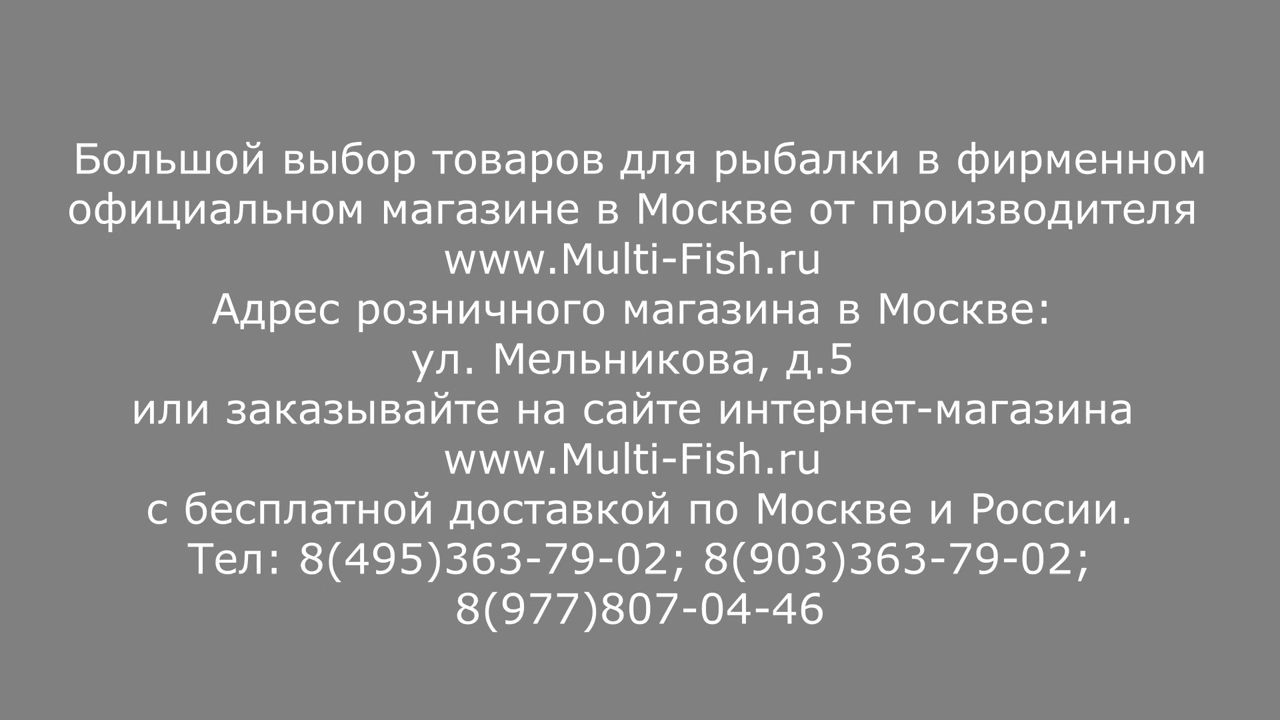 Большой выбор товаров для рыбалки в фирменном
официальном магазине в Москве от производителя
www.Multi-Fish.ru
Адрес розничного магазина в Москве:
ул. Мельникова, д.5
или заказывайте на сайте интернет-магазина
www.Multi-Fish.ru
с бесплатной доставкой по Москве и России.
Тел: 8(495)363-79-02; 8(903)363-79-02;
8(977)807-04-46